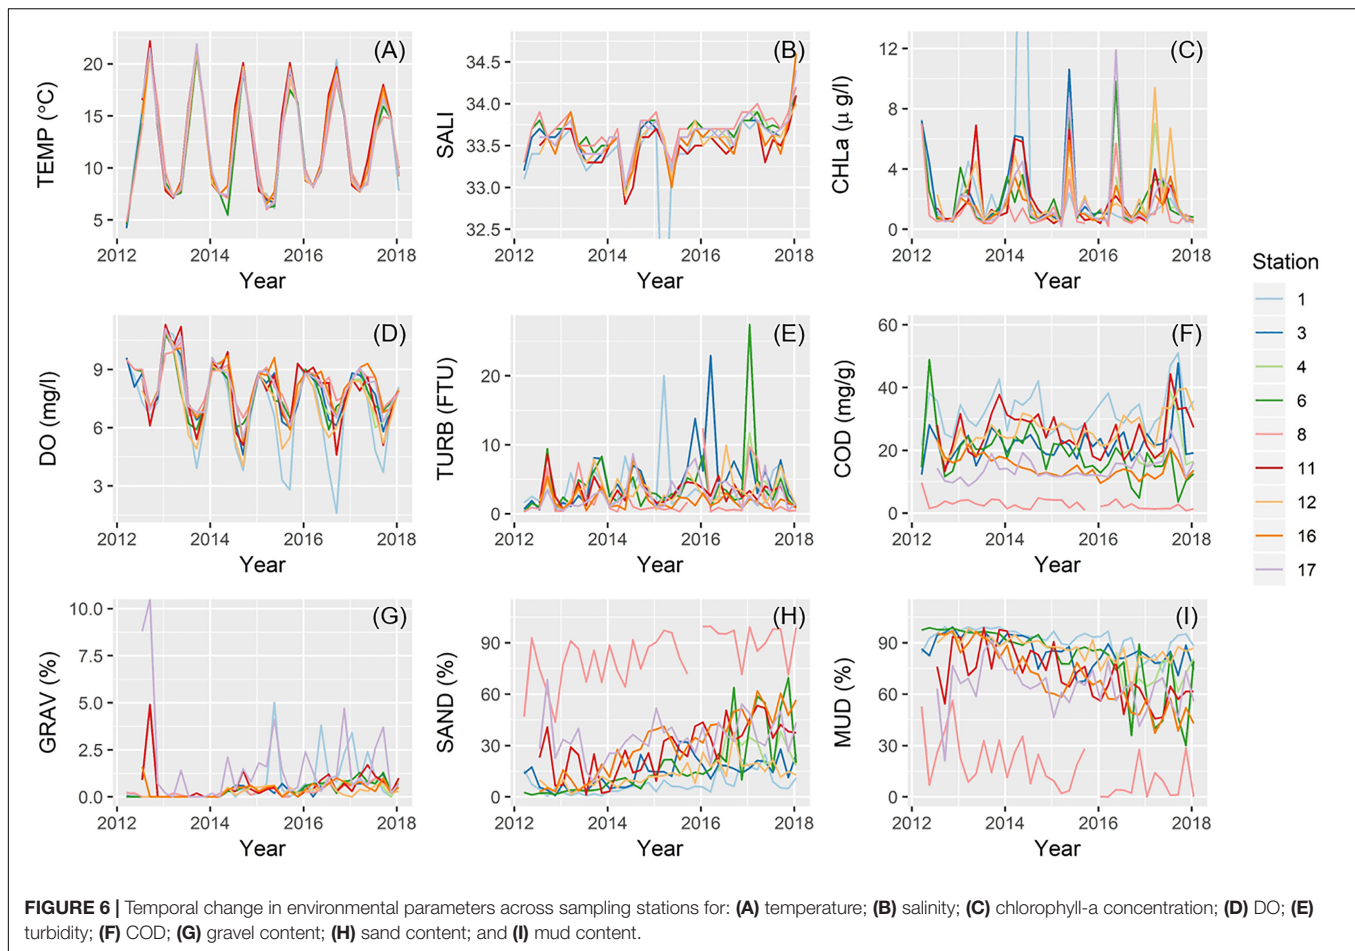 (A)
TEMP (°C)
20
15
10
5
2012 2014 2016 2018
Year
(B)
SALI
34.5
34.0
33.5
33.0
32.5
2012 2014 2016 2018
Year
(C)
CHLa (μ g/l)
12
8
4
0
2012 2014 2016 2018
Year
(D)
DO (mg/l)
9
6
3
2012 2014 2016 2018
Year
(E)
TURB (FTU)
20
10
0
2012 2014 2016 2018
Year
(F)
COD (mg/g)
60
40
20
0
2012 2014 2016 2018
Year
(G)
GRAV (%)
10.0
7.5
5.0
2.5
0.0
2012 2014 2016 2018
Year
(H)
SAND (%)
90
60
30
0
2012 2014 2016 2018
Year
(I)
MUD (%)
90
60
30
0
2012 2014 2016 2018
Year
Station
1
3
4
6
8
11
12
16
17
FIGURE 6 | Temporal change in environmental parameters across sampling stations for: (A) temperature; (B) salinity; (C) chlorophyll-a concentration; (D) DO; (E)
turbidity; (F) COD; (G) gravel content; (H) sand content; and (I) mud content.